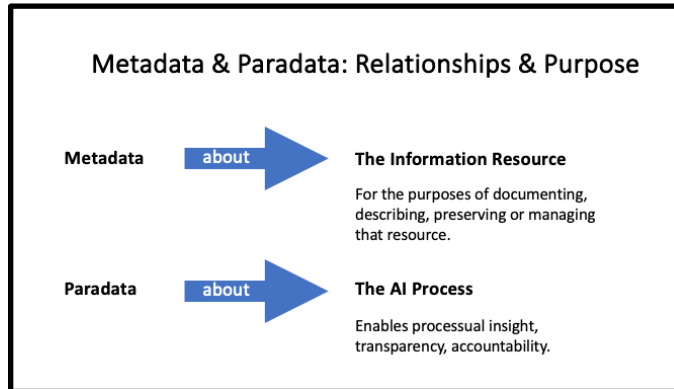 Metadata & Paradata: Relationships & Purpose
Metadata
about
The Information Resource
For the purposes of documenting,
describing, preserving or managing
that resource.
Paradata
about
The AI Process
Enables processual insight,
transparency, accountability.